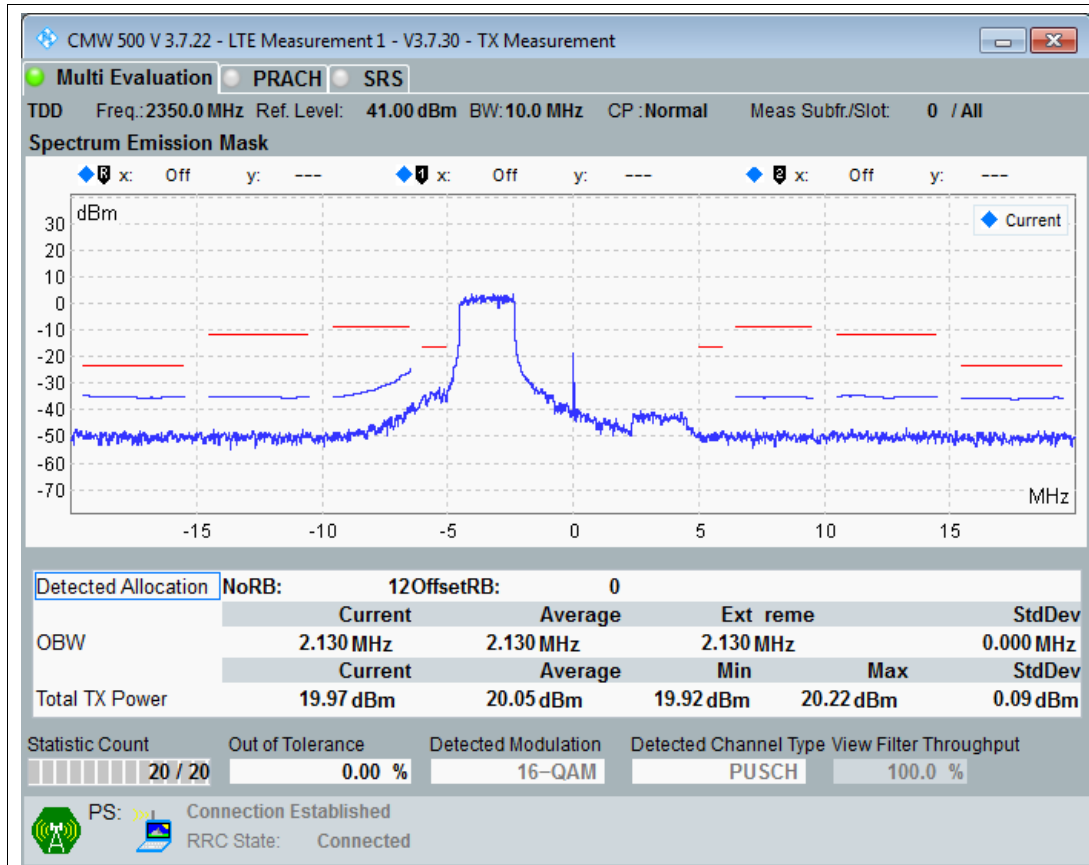 CMW 500 V 3.7.22 - LTE Measurement 1 - V3.7.30 - TX Measurement
Multi Evaluation PRACH SRS
TDD Freq.: 2350.0 MHz Ref. Level: 41.00 dBm BW: 10.0 MHz CP : Normal Meas Subfr./Slot: 0 / All
Spectrum Emission Mask
R x: Off y: --- 1 x: Off y: --- 2 x: Off y: ---
dBm
Current
30
20
10
0
-10
-20
-30
-40
-50
-60
-70
MHz
-15 -10 -5 0 5 10 15
Detected Allocation NoRB: 12 OffsetRB: 0
Current Average Ext reme StdDev
OBW 2.130 MHz 2.130 MHz 2.130 MHz 0.000 MHz
Current Average Min Max StdDev
Total TX Power 19.97 dBm 20.05 dBm 19.92 dBm 20.22 dBm 0.09 dBm
Statistic Count Out of Tolerance Detected Modulation Detected Channel Type View Filter Throughput
20 / 20 0.00 % 16-QAM PUSCH 100.0 %
PS: Connection Established
RRC State: Connected